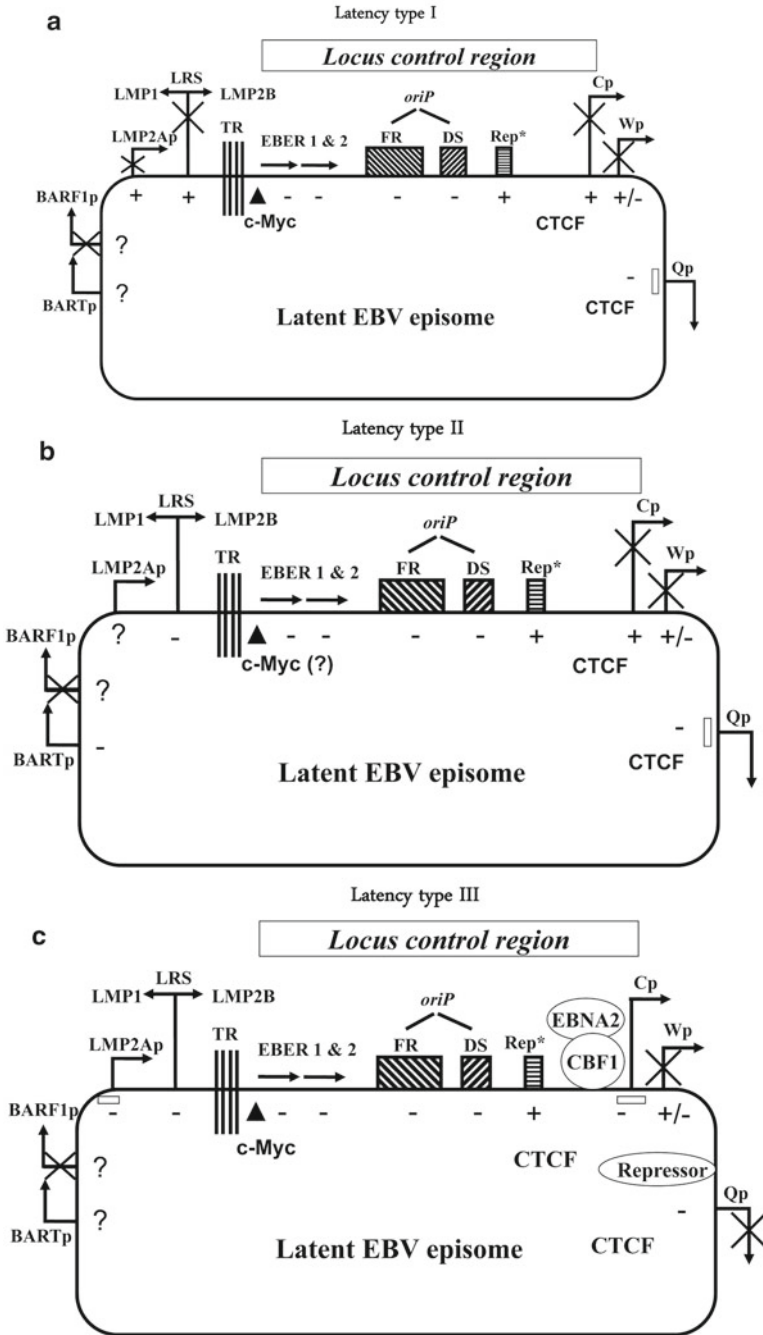 a
Latency type I
Locus control region
LRS
LMP1 LMP2B
Cp
oriP
LMP2Ap
TR
EBER 1 & 2
FR DS Rep*
Wp
BARF1p
+ + - - - - + + +/-
c-Myc
CTCF
?
Qp
-
BARTp
?
Latent EBV episome
CTCF
Latency type II
b
Locus control region
LRS
LMP1 LMP2B
Cp
oriP
LMP2Ap
TR
EBER 1 & 2
FR DS Rep*
Wp
BARF1p
? - - - - - + + +/-
c-Myc (?)
CTCF
?
Qp
-
BARTp
-
Latent EBV episome
CTCF
Latency type III
c
Locus control region
LRS
LMP1 LMP2B
Cp
oriP
EBNA2
LMP2Ap
TR
EBER 1 & 2
FR DS Rep*
CBF1
Wp
BARF1p
- - - - - - + - +/-
c-Myc
CTCF
Repressor
?
Qp
-
BARTp
?
Latent EBV episome
CTCF